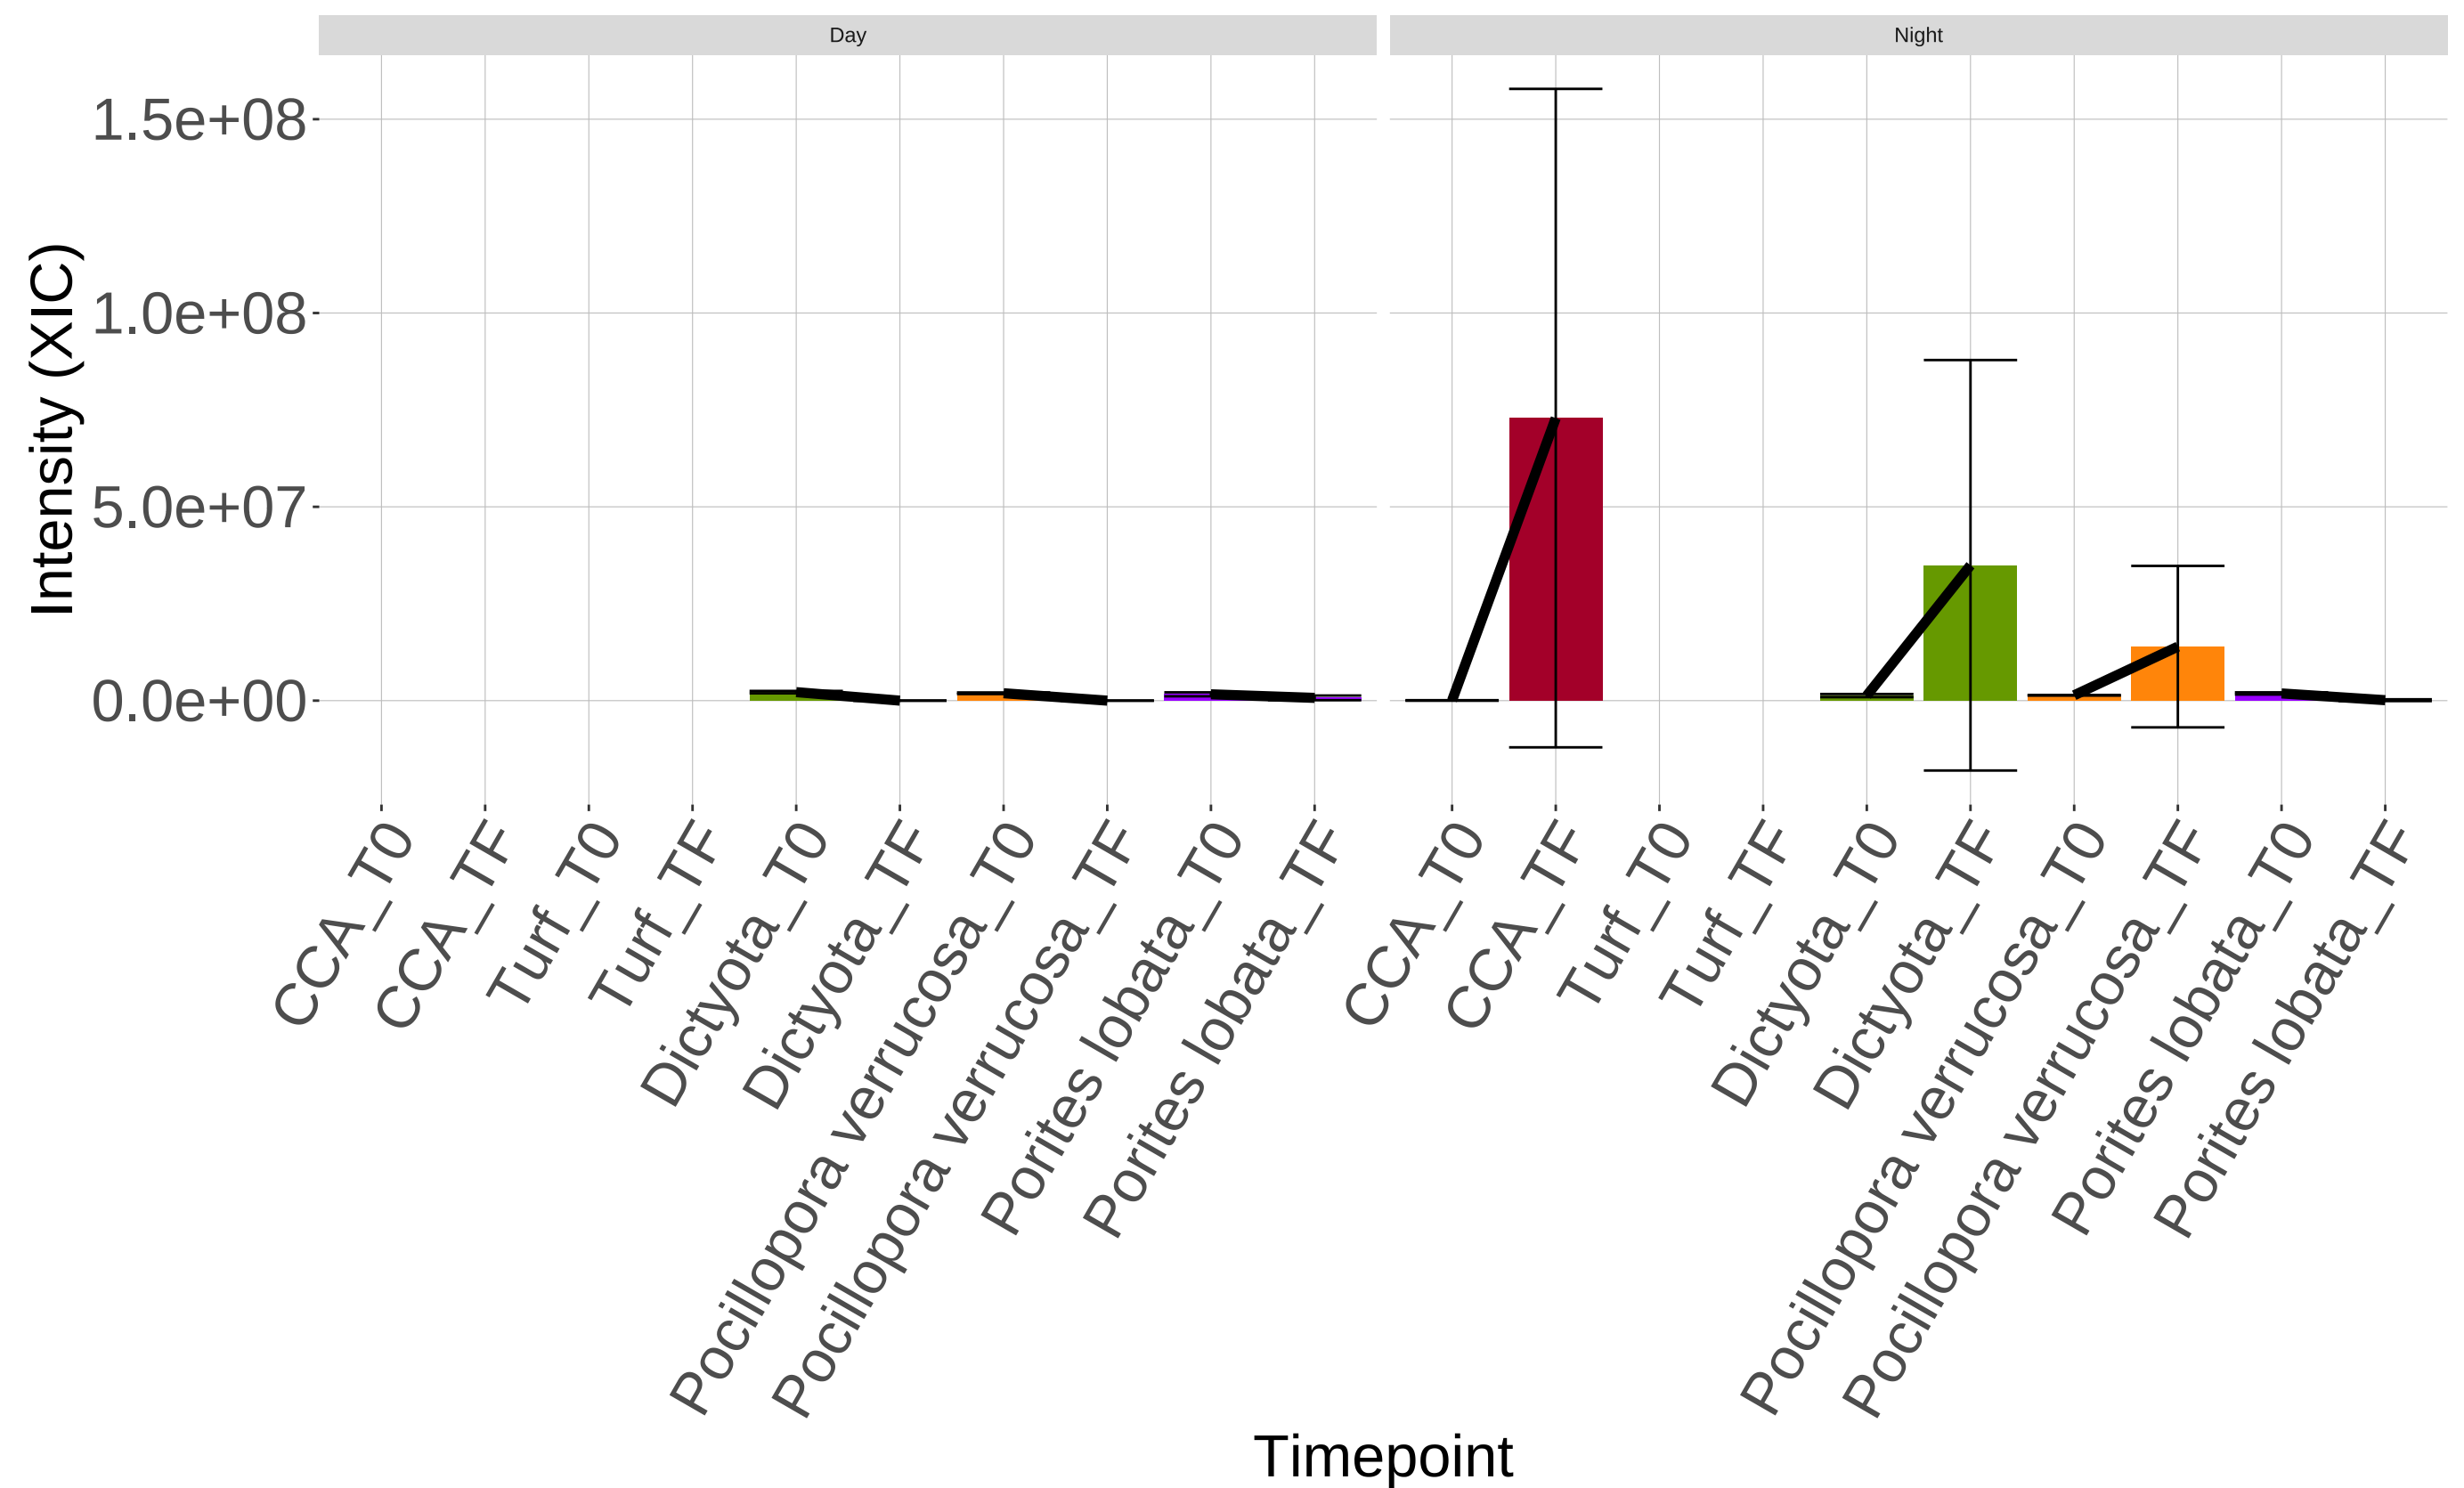 Day
Night
Intensity (XIC)
1.5e+08
1.0e+08
5.0e+07
0.0e+00
CCA_T0
CCA_TF
Turf_T0
Turf_TF
Dictyota_T0
Dictyota_TF
Pocillopora verrucosa_T0
Pocillopora verrucosa_TF
Porites lobata_T0
Porites lobata_TF
CCA_T0
CCA_TF
Turf_T0
Turf_TF
Dictyota_T0
Dictyota_TF
Pocillopora verrucosa_T0
Pocillopora verrucosa_TF
Porites lobata_T0
Porites lobata_TF
Timepoint